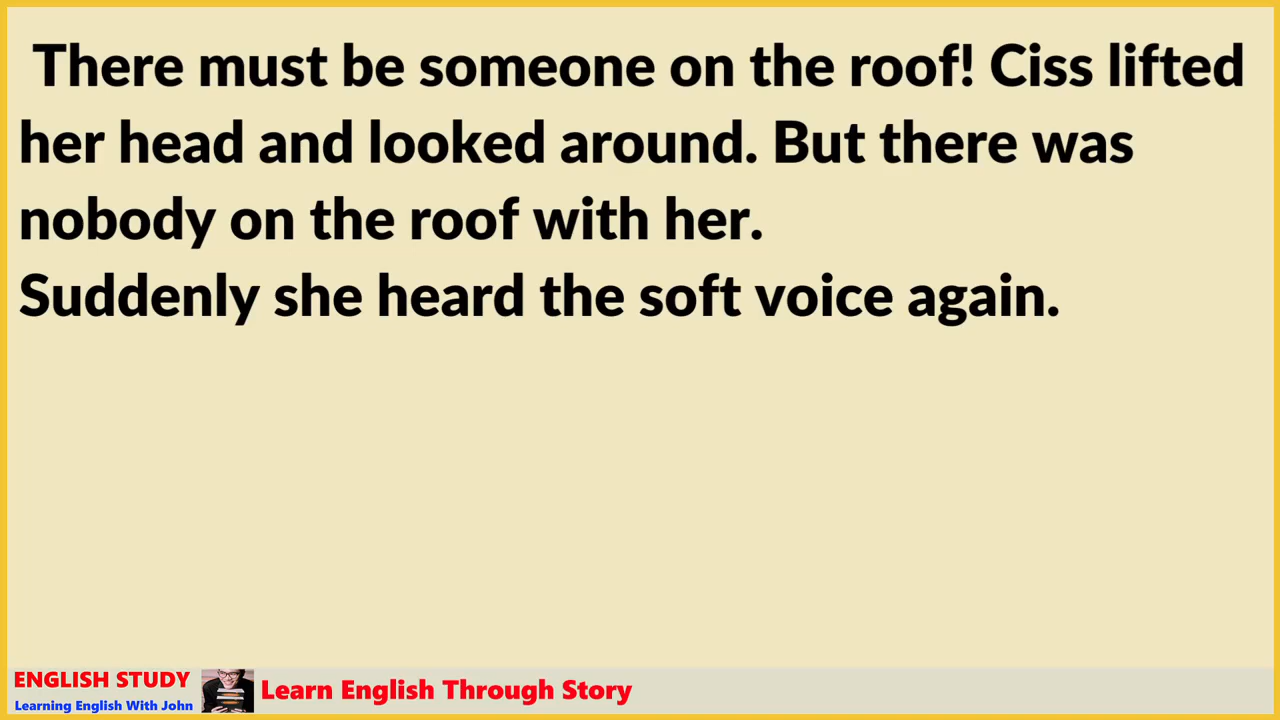 There must be someone on the roof! Ciss lifted
her head and looked around. But there was
nobody on the roof with her.
Suddenly she heard the soft voice again.
ENGLISH STUDY
Learning English With John
Learn English Through Story